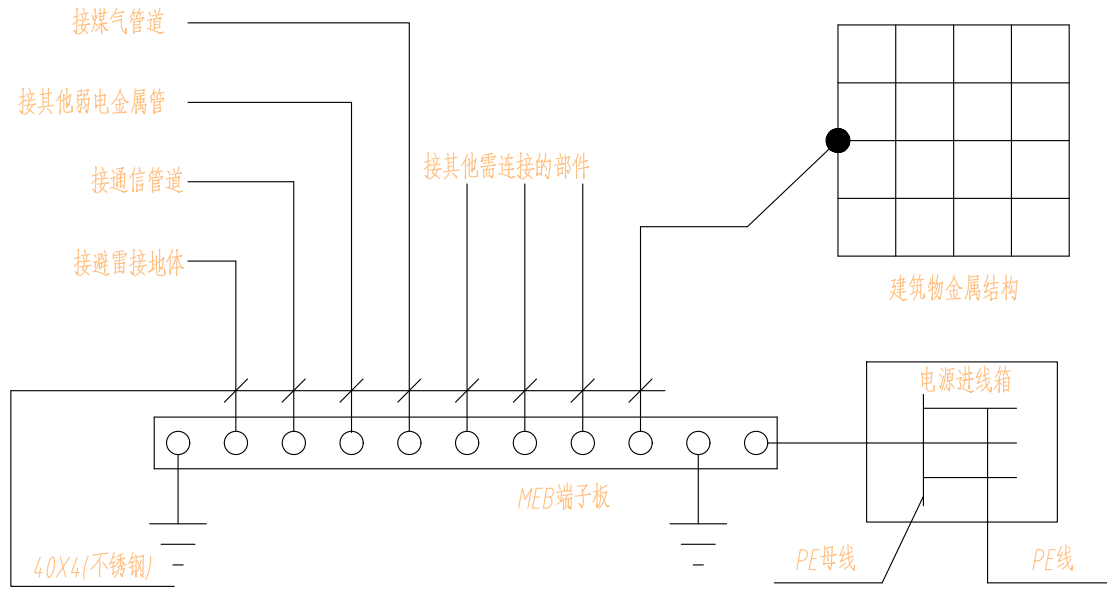 接煤气管道
接其他弱电金属管
接通信管道
接其他需连接的部件
接避雷接地体
建筑物金属结构
电源进线箱
MEB端子板
40X4(不锈钢)
PE母线
PE线